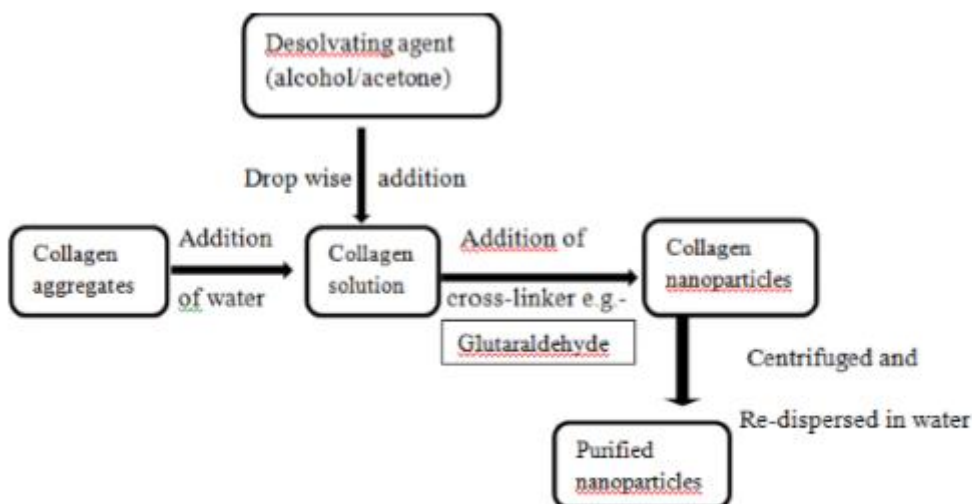 Desolvating agent
(alcohol/acetone)
Drop wise addition
Collagen
aggregates
Addition
of water
Collagen
solution
Addition of
cross-linker e.g.-
Glutaraldehyde
Collagen
nanoparticles
Centrifuged and
Re-dispersed in water
Purified
nanoparticles